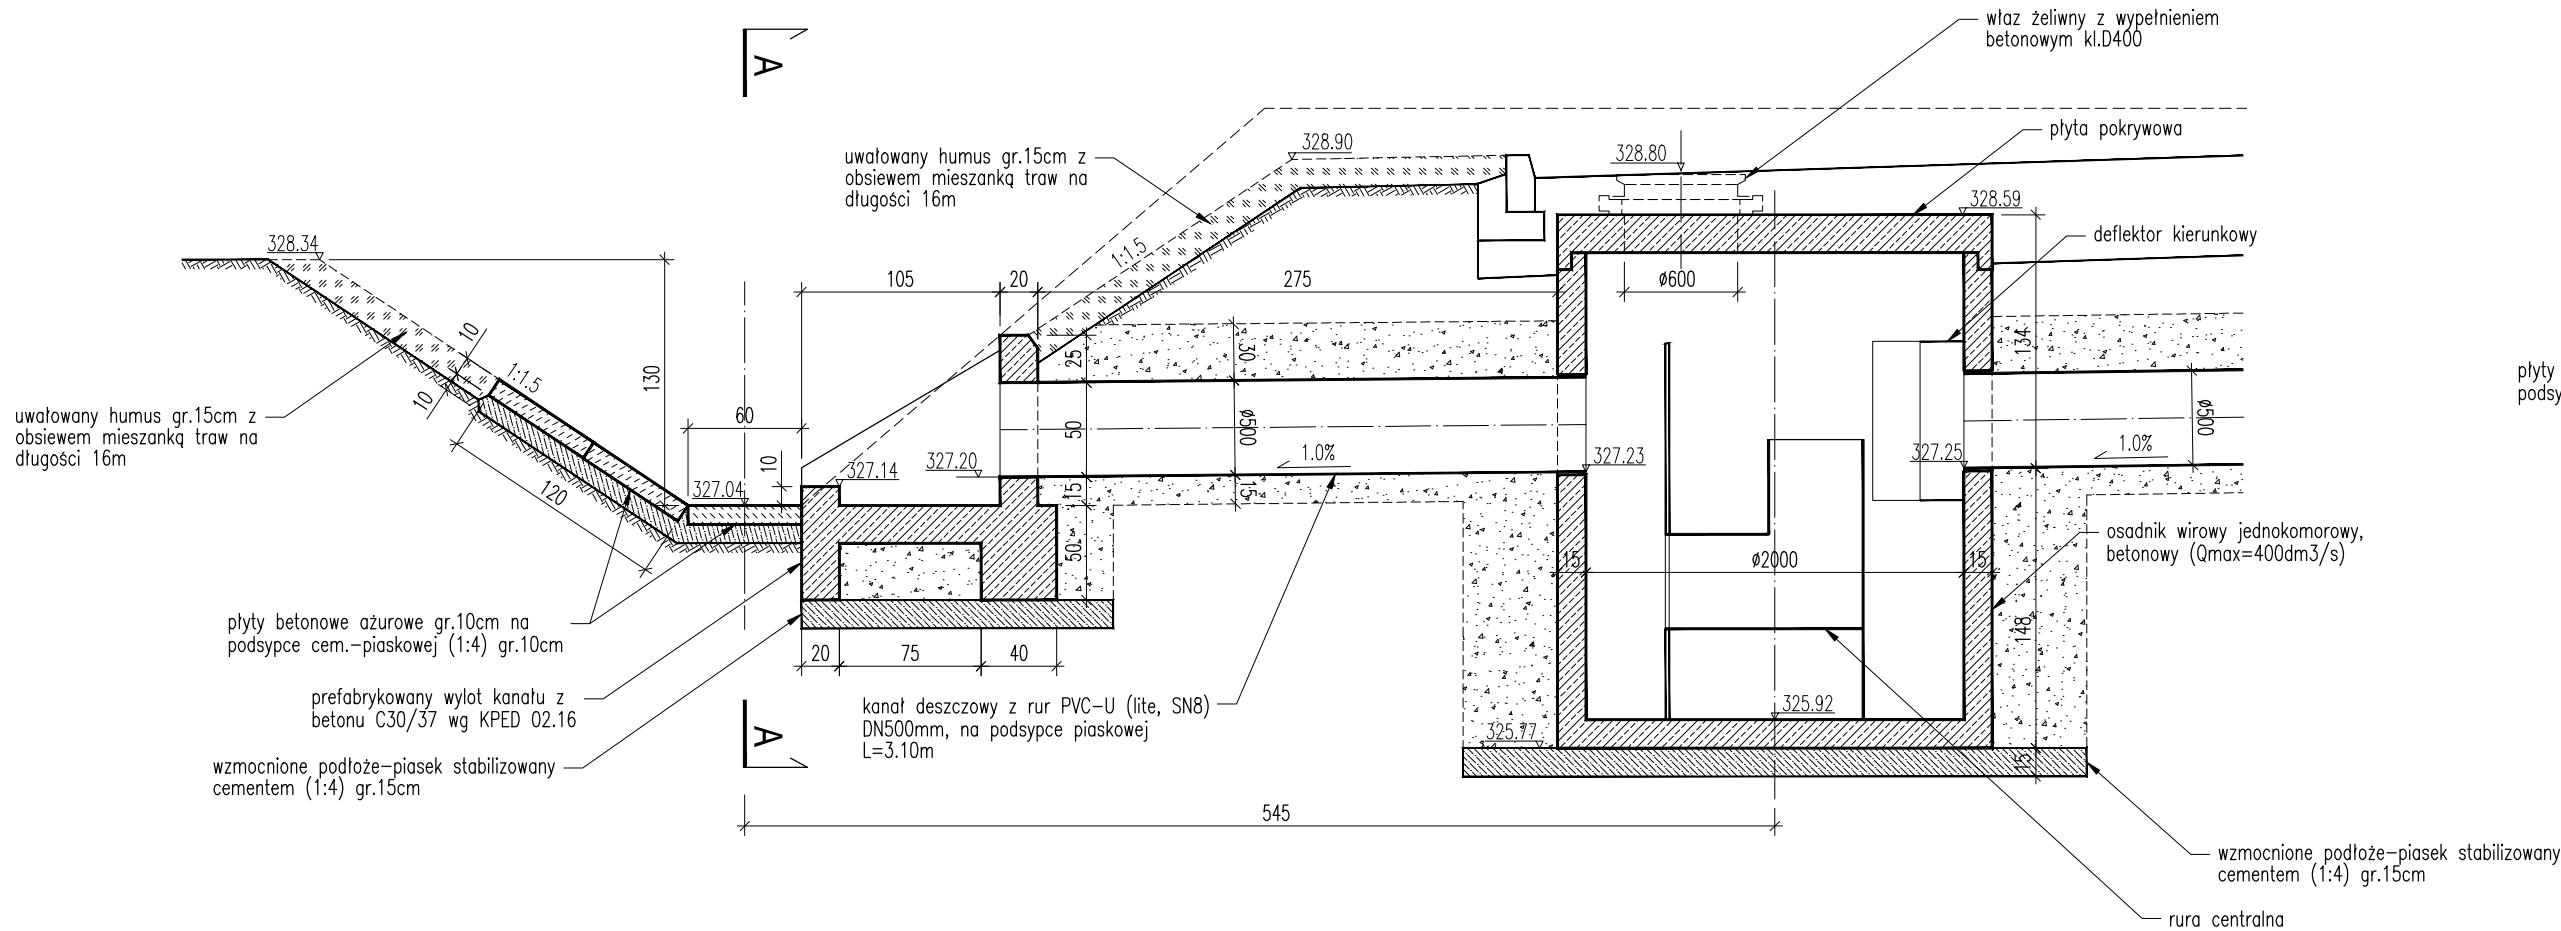 właz żeliwny z wypełnieniem
betonowym kl.D400
A
płyta pokrywowa
328.90
328.80
uwałowany humus gr.15cm z
obsiewem mieszanką traw na
długości 16m
328.59
deflektor kierunkowy
328.34
1:1.5
105
20
275
ø600
10
1:1.5
130
25
30
134
płyty
pods
10
60
50
ø500
ø500
uwałowany humus gr.15cm z
obsiewem mieszanką traw na
długości 16m
10
327.14
327.20
1.0%
327.23
327.25
1.0%
120
327.04
15
15
50
15
ø2000
15
osadnik wirowy jednokomorowy,
betonowy (Qmax=400dm3/s)
płyty betonowe ażurowe gr.10cm na
podsypce cem.-piaskowej (1:4) gr.10cm
20
75
40
148
prefabrykowany wylot kanału z
betonu C30/37 wg KPED 02.16
kanał deszczowy z rur PVC-U (lite, SN8)
DN500mm, na podsypce piaskowej
L=3.10m
325.92
325.77
A
wzmocnione podłoże-piasek stabilizowany
cementem (1:4) gr.15cm
15
545
wzmocnione podłoże-piasek stabilizowany
cementem (1:4) gr.15cm
rura centralna